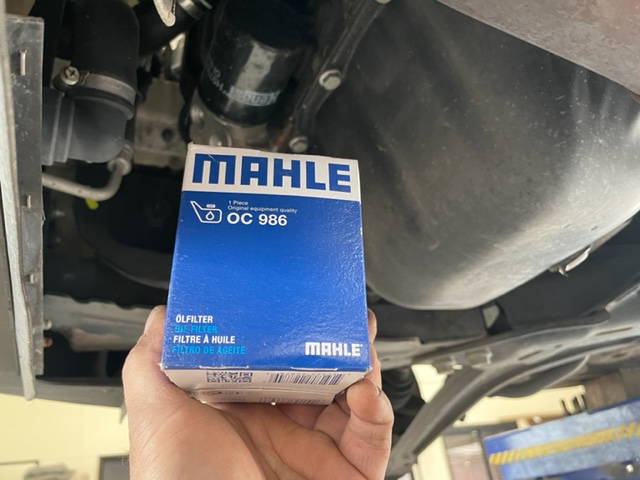 MAHLE
1 Piece
Original equipment quality
OC 986
ÖLFILTER
OIL FILTER
FILTRE À HUILE
FILTRO DE ACEITE
MAHLE